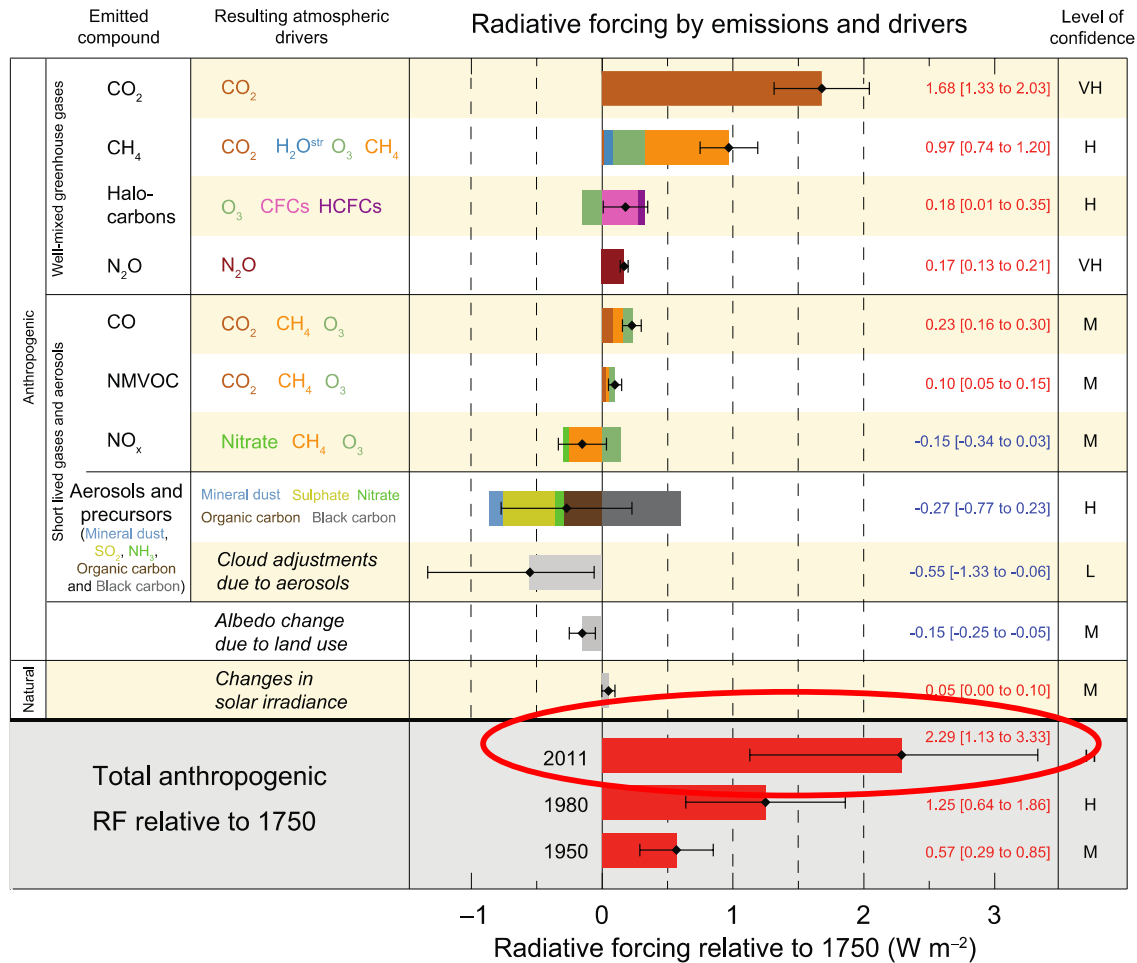 Emitted compound
Resulting atmospheric drivers
Radiative forcing by emissions and drivers
Level of confidence
Anthropogenic
Well-mixed greenhouse gases
CO₂
CO₂
1.68 [1.33 to 2.03]
VH
CH₄
CO₂ H₂Oˢᵗʳ O₃ CH₄
0.97 [0.74 to 1.20]
H
Halo-
carbons
O₃ CFCs HCFCs
0.18 [0.01 to 0.35]
H
N₂O
N₂O
0.17 [0.13 to 0.21]
VH
Short lived gases and aerosols
CO
CO₂ CH₄ O₃
0.23 [0.16 to 0.30]
M
NMVOC
CO₂ CH₄ O₃
0.10 [0.05 to 0.15]
M
NOₓ
Nitrate CH₄ O₃
-0.15 [-0.34 to 0.03]
M
Aerosols and
precursors
(Mineral dust,
SO₂, NH₃,
Organic carbon
and Black carbon)
Mineral dust Sulphate Nitrate
Organic carbon Black carbon
-0.27 [-0.77 to 0.23]
H
Cloud adjustments
due to aerosols
-0.55 [-1.33 to -0.06]
L
Albedo change
due to land use
-0.15 [-0.25 to -0.05]
M
Natural
Changes in
solar irradiance
0.05 [0.00 to 0.10]
M
Total anthropogenic
RF relative to 1750
2011
2.29 [1.13 to 3.33]
H
1980
1.25 [0.64 to 1.86]
H
1950
0.57 [0.29 to 0.85]
M
−1 0 1 2 3
Radiative forcing relative to 1750 (W m⁻²)